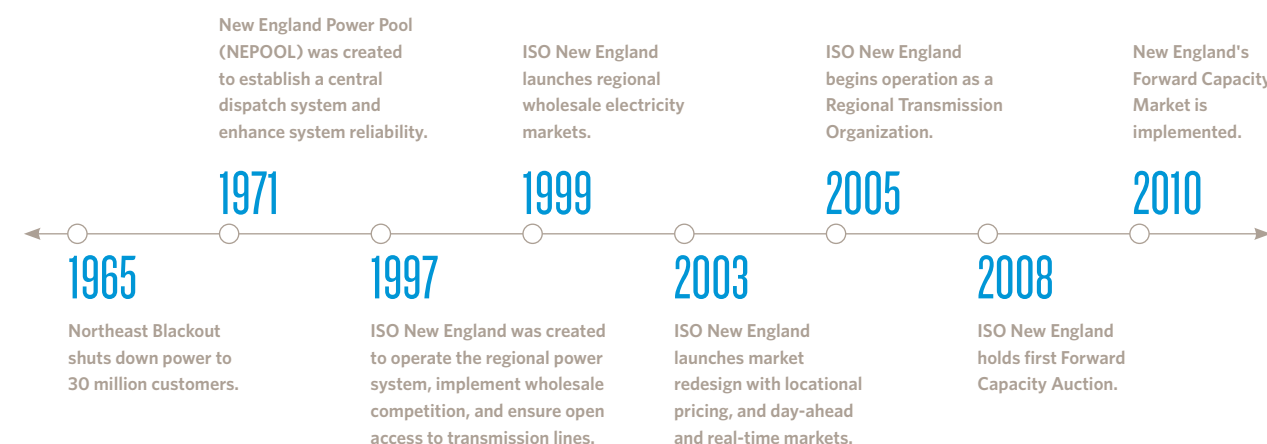 New England Power Pool
(NEPOOL) was created
to establish a central
dispatch system and
enhance system reliability.
1971
ISO New England
launches regional
wholesale electricity
markets.
1999
ISO New England
begins operation as a
Regional Transmission
Organization.
2005
New England's
Forward Capacity
Market is
implemented.
2010
1965
Northeast Blackout
shuts down power to
30 million customers.
1997
ISO New England was created
to operate the regional power
system, implement wholesale
competition, and ensure open
access to transmission lines.
2003
ISO New England
launches market
redesign with locational
pricing, and day-ahead
and real-time markets.
2008
ISO New England
holds first Forward
Capacity Auction.